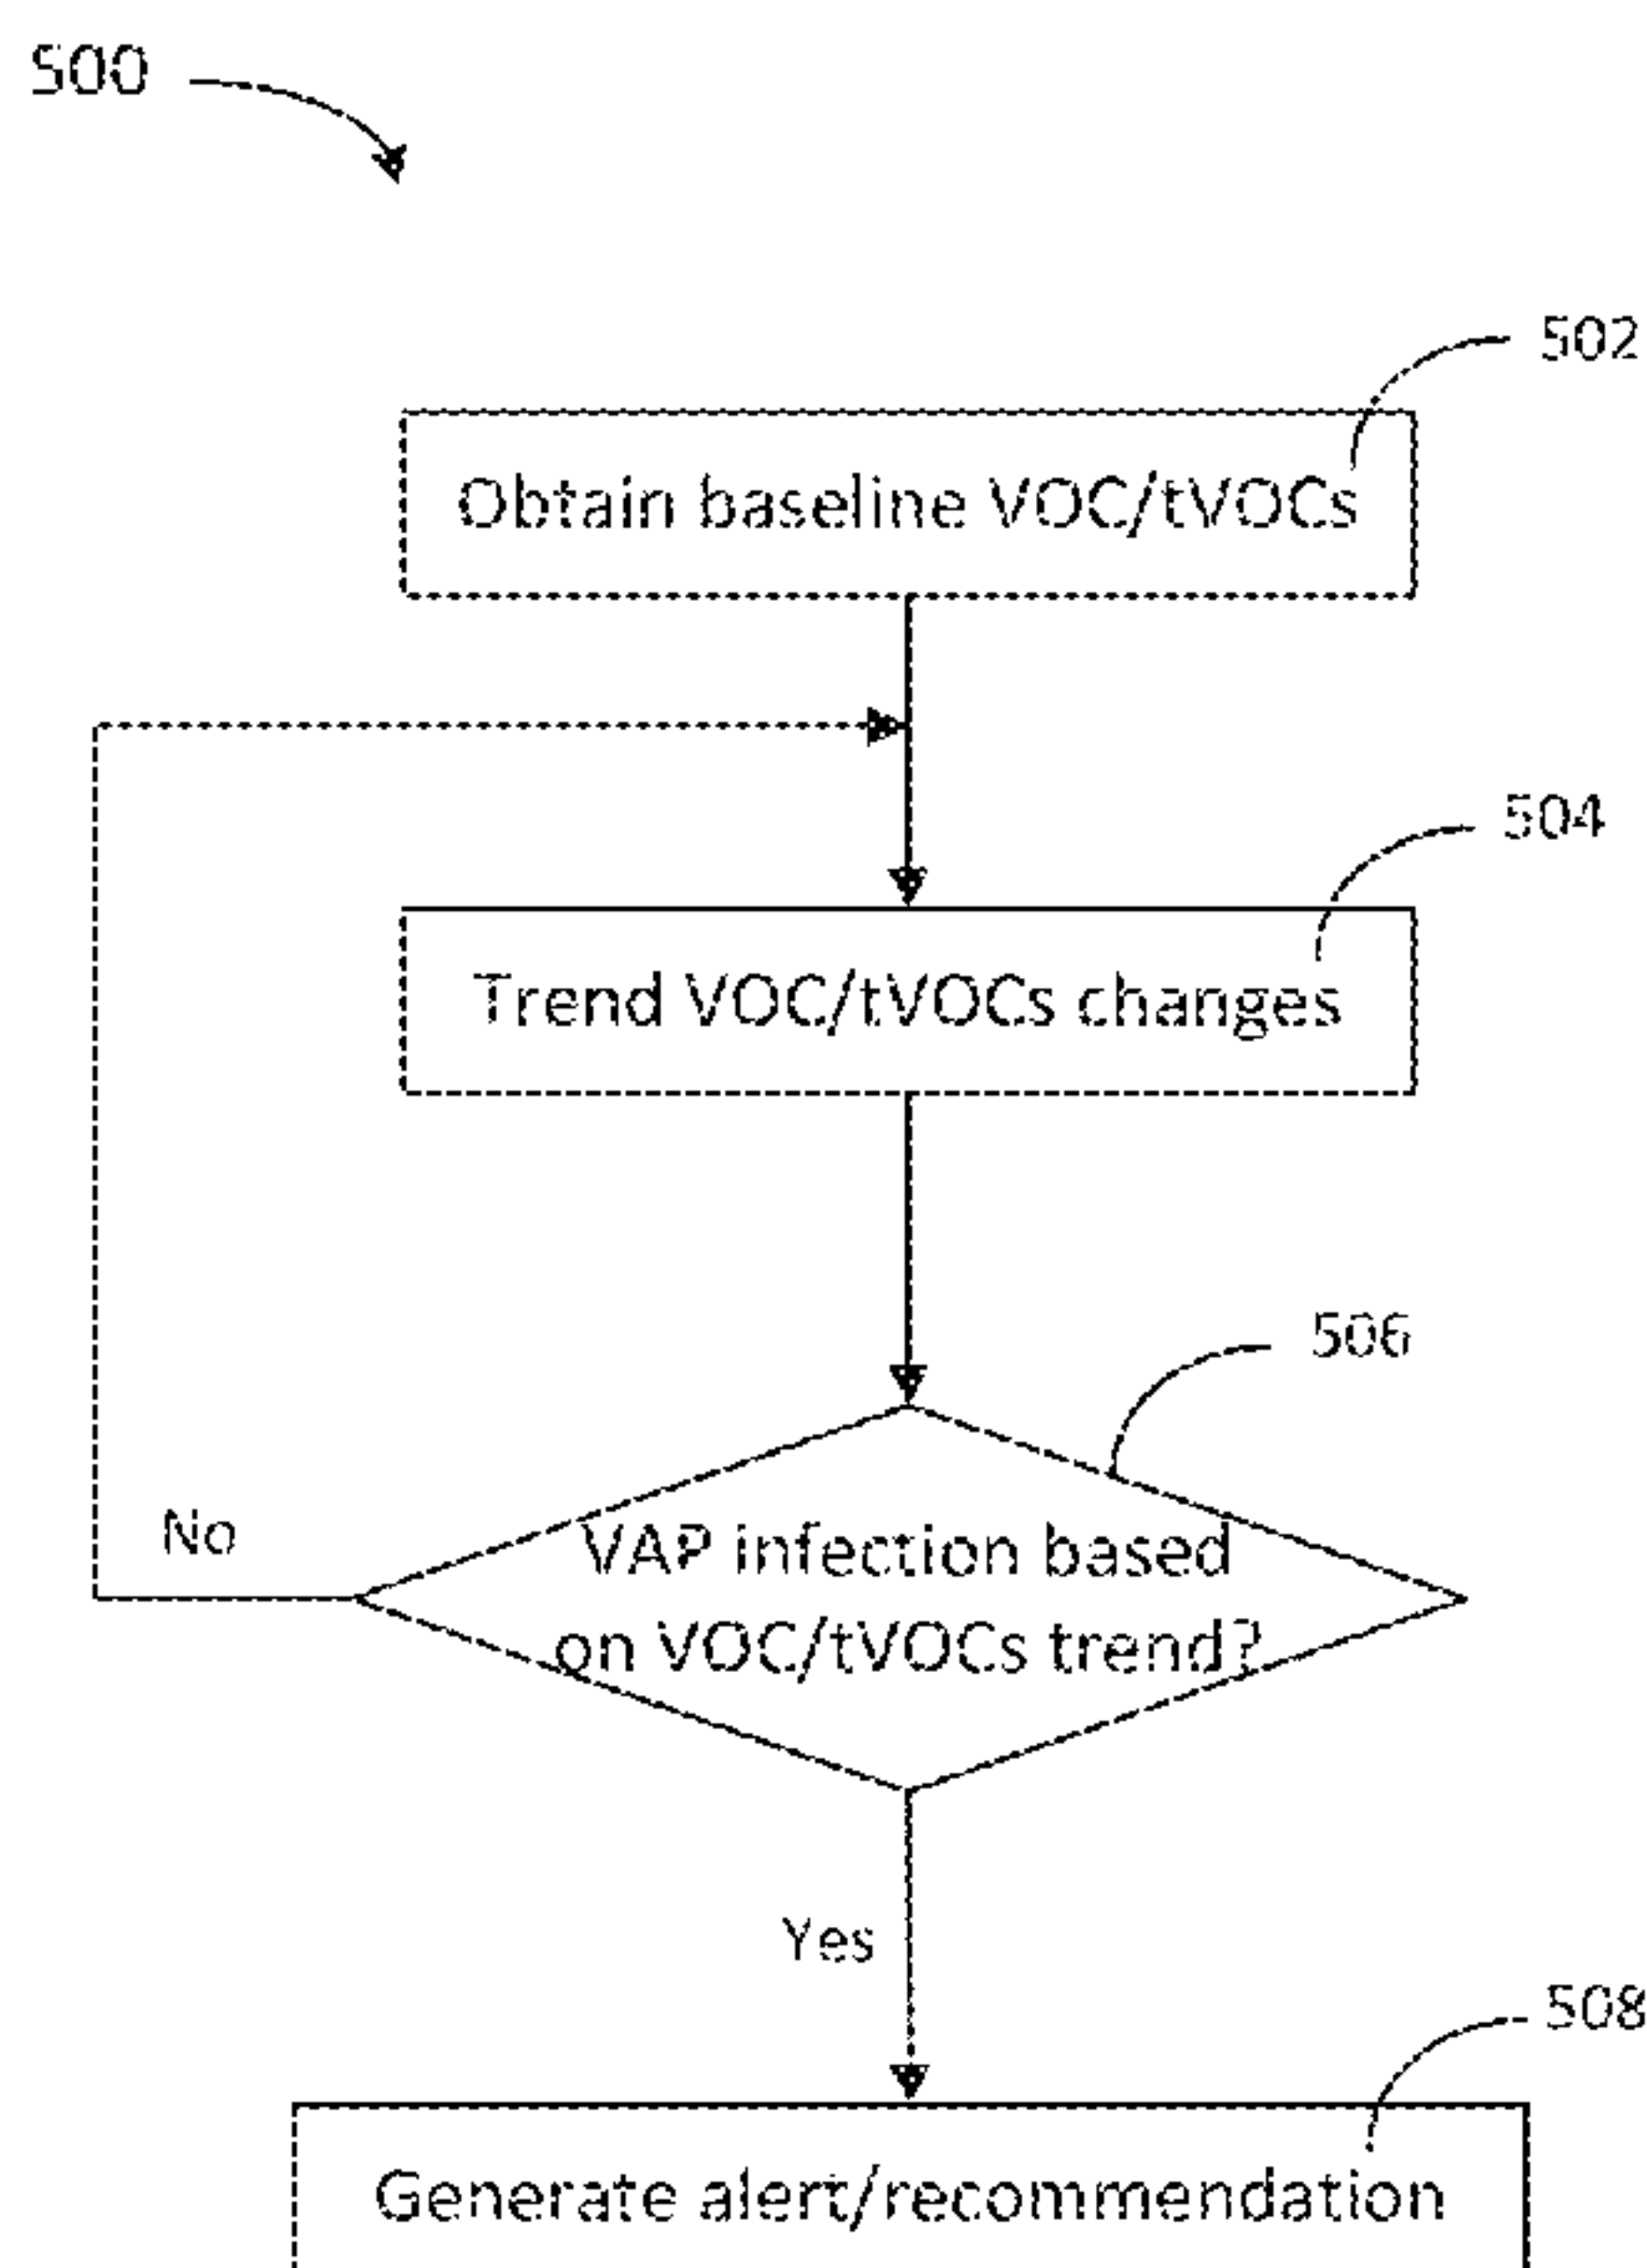 500
502
Obtain baseline VOC/tVOCs
504
Trend VOC/tVOCs changes
506
No
VAP infection based
on VOC/tVOCs trend?
Yes
508
Generate alert/recommendation